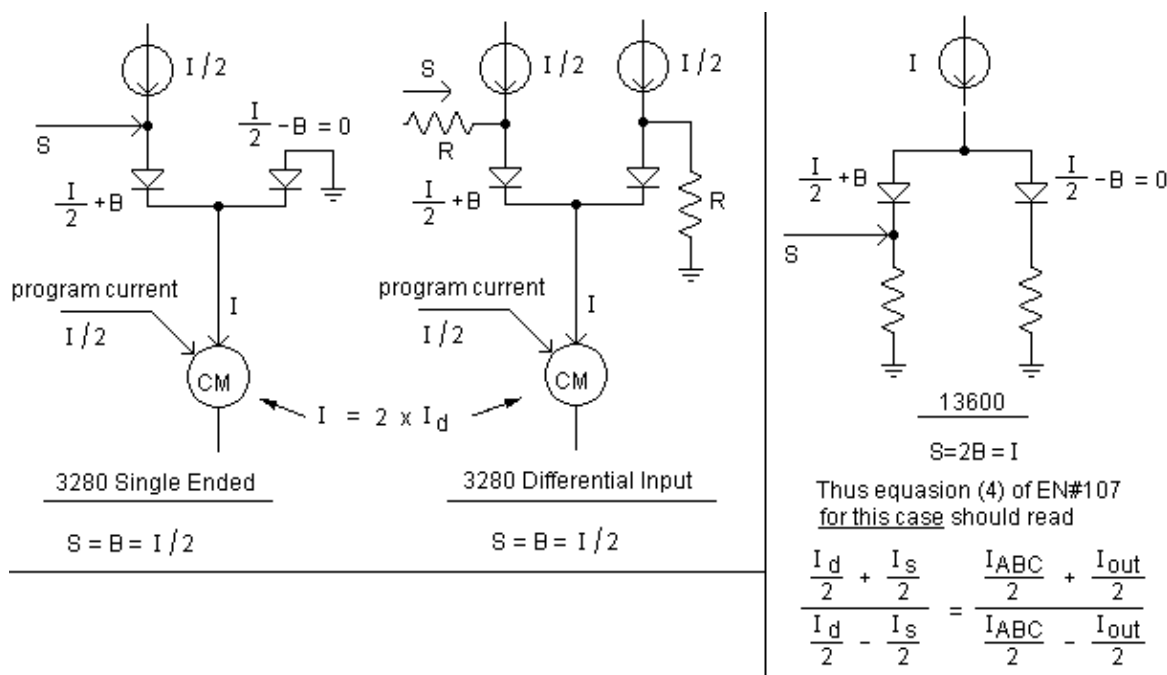 I/2
S
I/2 - B = 0
I/2 + B
program current
I/2
I
CM
3280 Single Ended
S = B = I/2
S
I/2
I/2
R
I/2 + B
R
program current
I/2
I
CM
I = 2 x I_d
3280 Differential Input
S = B = I/2
I
I/2 + B
I/2 - B = 0
S
13600
S=2B = I
Thus equasion (4) of EN#107
for this case should read
(I_d/2 + I_s/2) / (I_d/2 - I_s/2) = (I_ABC/2 + I_out/2) / (I_ABC/2 - I_out/2)